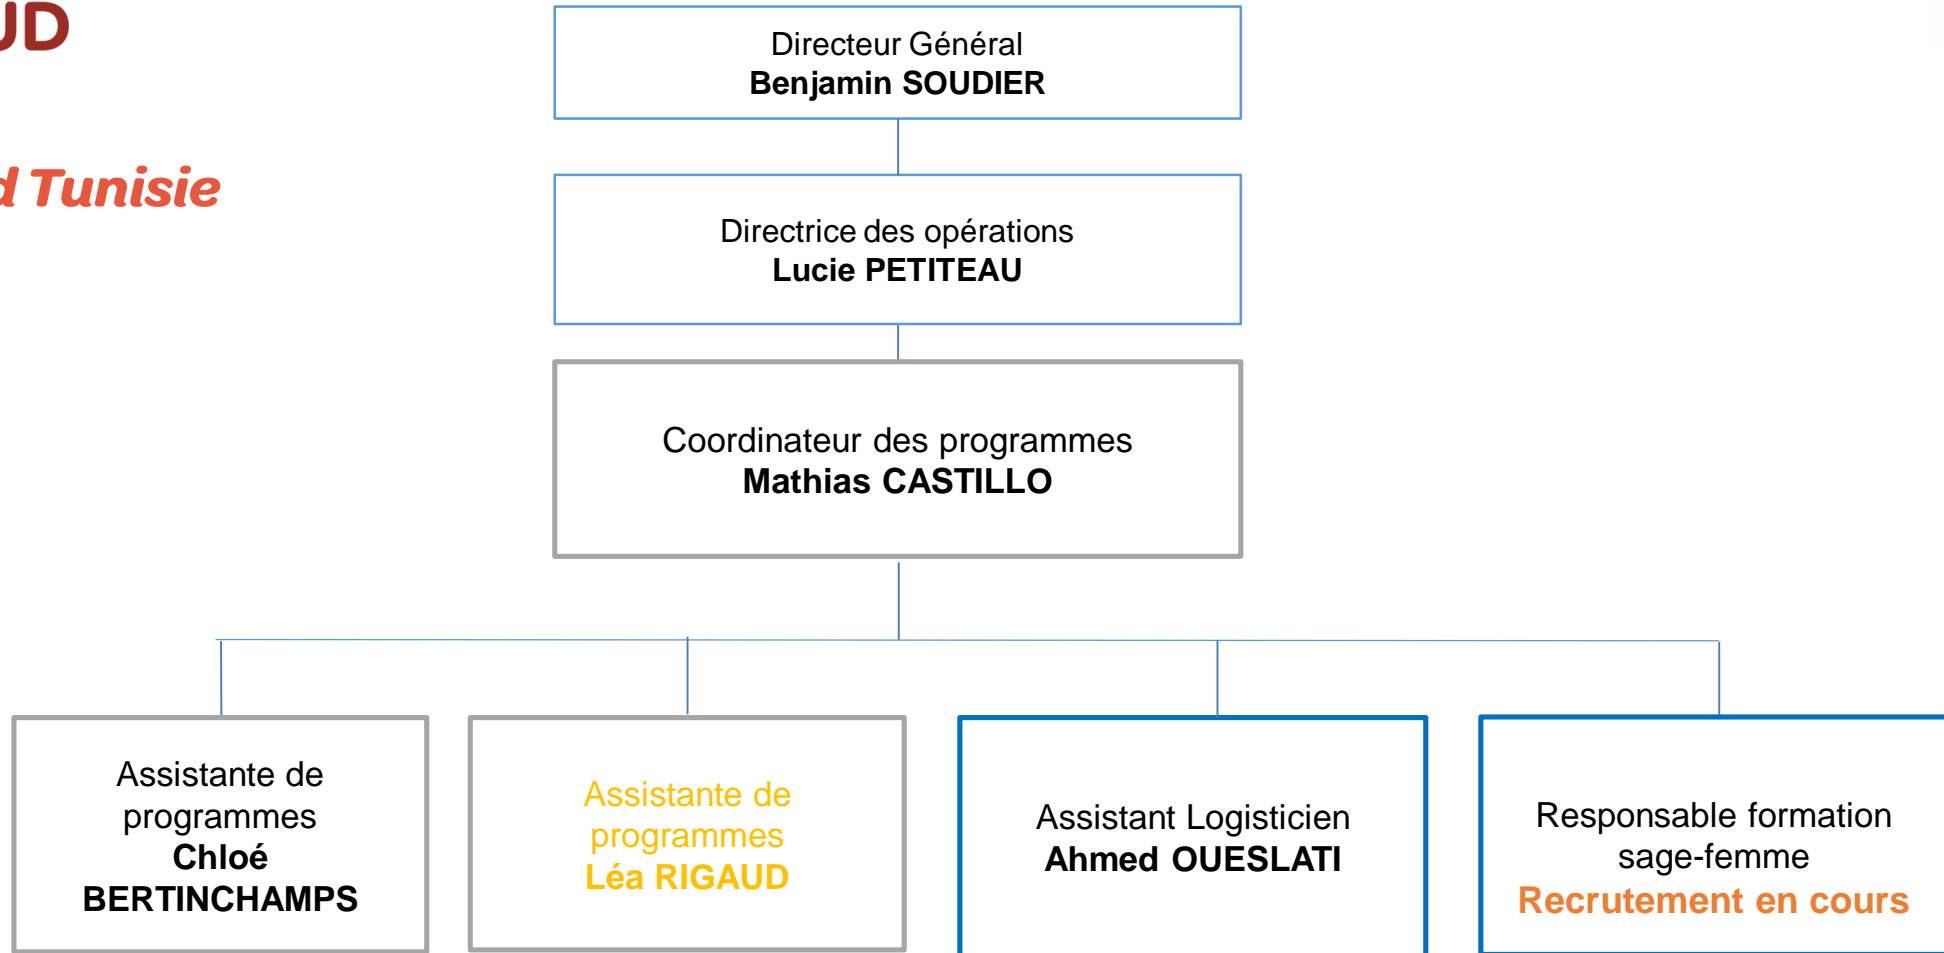 UD
d Tunisie
Directeur Général
Benjamin SOUDIER
Directrice des opérations
Lucie PETITEAU
Coordinateur des programmes
Mathias CASTILLO
Assistante de
programmes
Chloé
BERTINCHAMPS
Assistante de
programmes
Léa RIGAUD
Assistant Logisticien
Ahmed OUESLATI
Responsable formation
sage-femme
Recrutement en cours